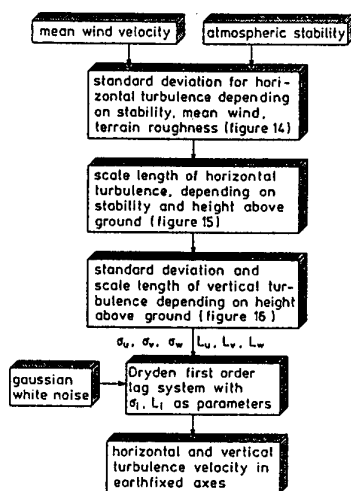 mean wind velocity
atmospheric stability
standard deviation for hori-
zontal turbulence depending
on stability, mean wind,
terrain roughness (figure 14)
scale length of horizontal
turbulence, depending on
stability and height above
ground (figure 15)
standard deviation and
scale length of vertical tur-
bulence depending on height
above ground (figure 16)
σu, σv, σw Lu, Lv, Lw
gaussian
white noise
Dryden first order
lag system with
σi, Li as parameters
horizontal and vertical
turbulence velocity in
earthfixed axes